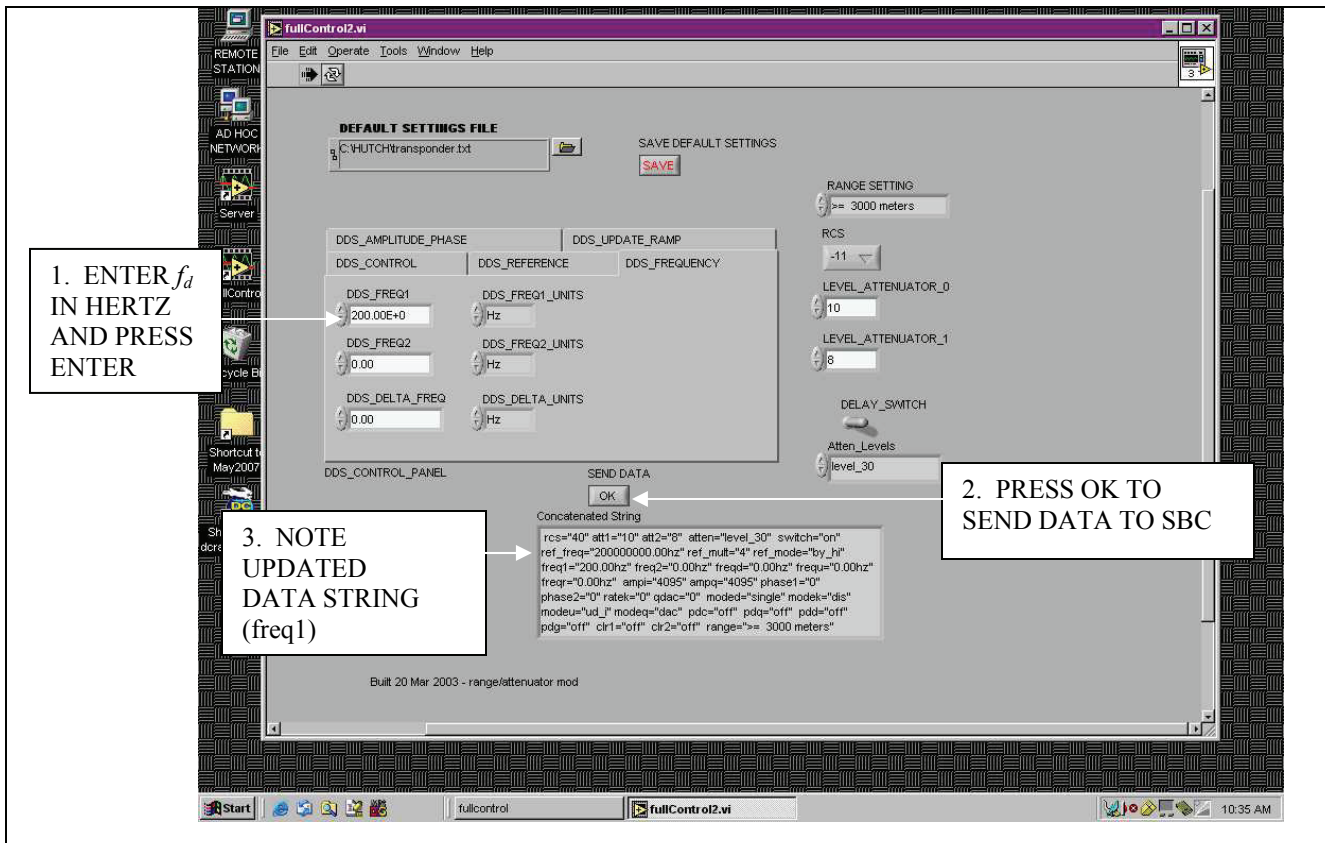 fullControl2.vi
File Edit Operate Tools Window Help
3
REMOTE
STATION
AD HOC
NETWORK
Server
Shortcut to
May2007
DEFAULT SETTINGS FILE
C:\HUTCH\transponder.txt
SAVE DEFAULT SETTINGS
SAVE
RANGE SETTING
>= 3000 meters
RCS
-11
LEVEL_ATTENUATOR_0
10
LEVEL_ATTENUATOR_1
8
DELAY_SWITCH
Atten_Levels
level_30
DDS_AMPLITUDE_PHASE DDS_UPDATE_RAMP
DDS_CONTROL DDS_REFERENCE DDS_FREQUENCY
DDS_FREQ1 DDS_FREQ1_UNITS
200.00E+0 Hz
DDS_FREQ2 DDS_FREQ2_UNITS
0.00 Hz
DDS_DELTA_FREQ DDS_DELTA_UNITS
0.00 Hz
DDS_CONTROL_PANEL
SEND DATA
OK
Concatenated String
rcs="40" att1="10" att2="8" atten="level_30" switch="on"
ref_freq="200000000.00hz" ref_mult="4" ref_mode="by_hi"
freq1="200.00hz" freq2="0.00hz" freqd="0.00hz" frequ="0.00hz"
freqr="0.00hz" ampi="4095" ampq="4095" phase1="0"
phase2="0" ratek="0" qdac="0" moded="single" modek="dis"
modeu="ud_i" modeq="dac" pdc="off" pdq="off" pdd="off"
pdg="off" clr1="off" clr2="off" range=">= 3000 meters"
Built 20 Mar 2003 - range/attenuator mod
1. ENTER fd
IN HERTZ
AND PRESS
ENTER
2. PRESS OK TO
SEND DATA TO SBC
3. NOTE
UPDATED
DATA STRING
(freq1)
Start fullcontrol fullControl2.vi 10:35 AM